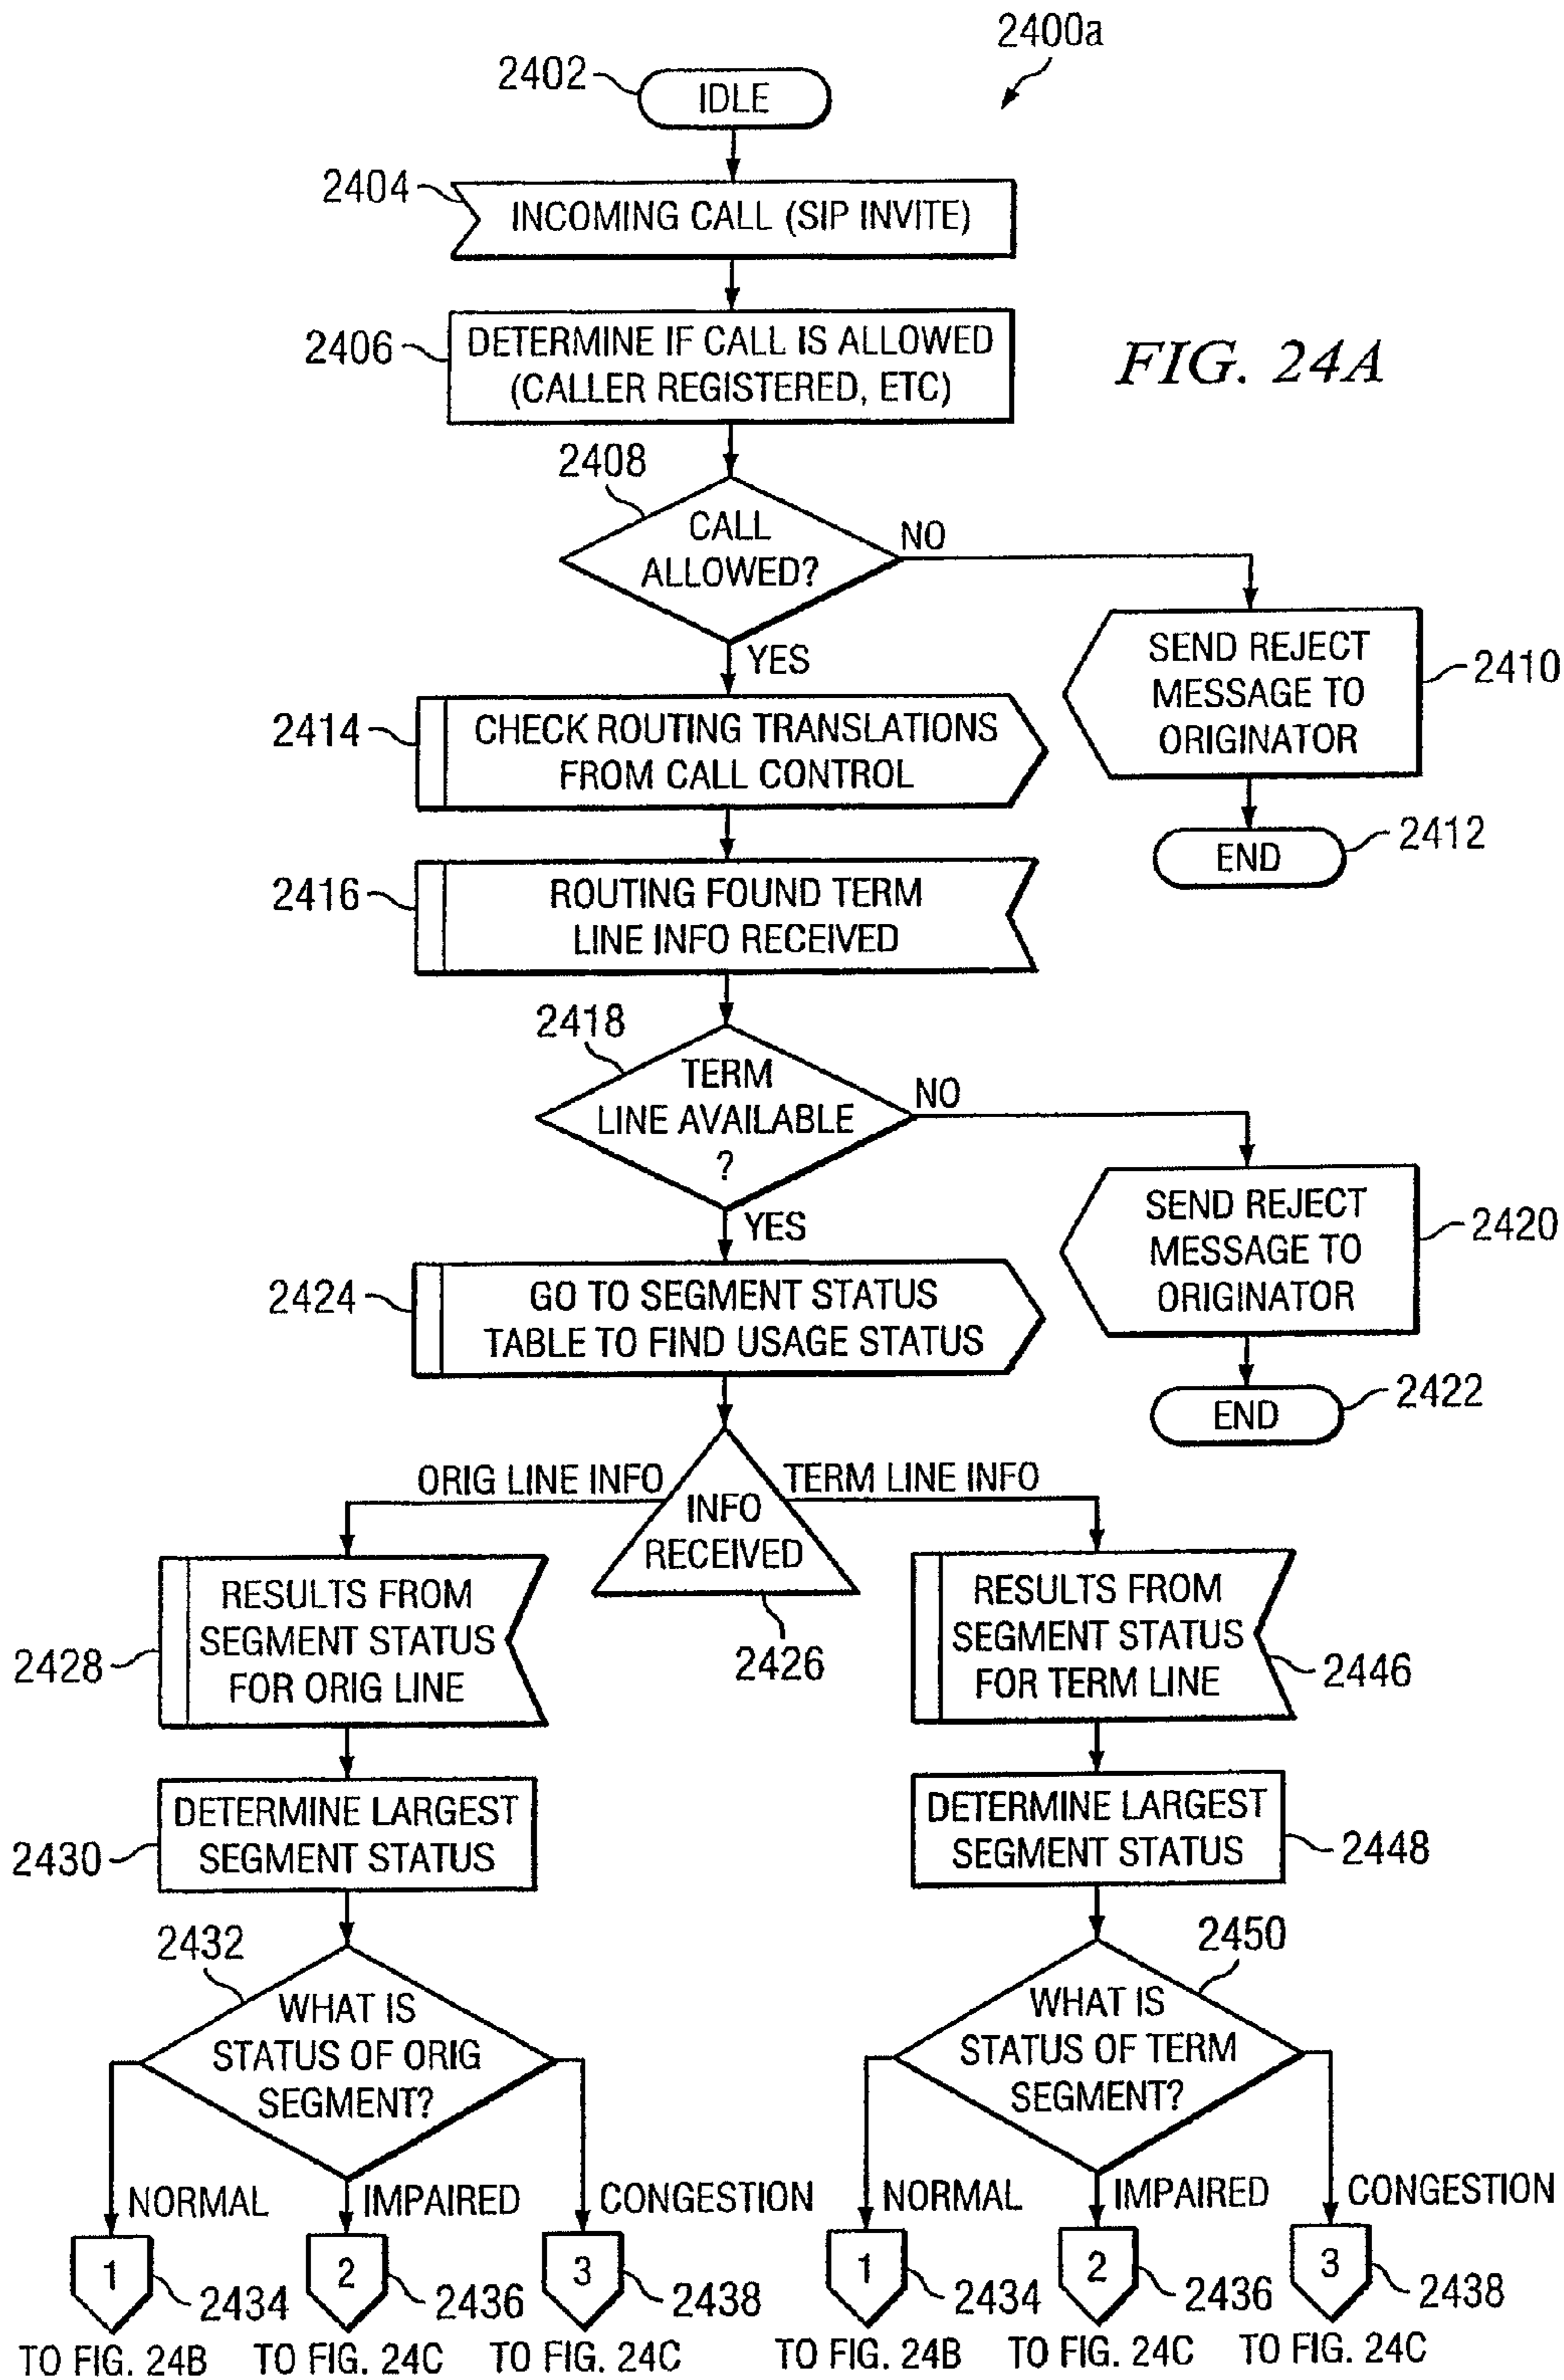 2400a
2402
IDLE
2404
INCOMING CALL (SIP INVITE)
2406
DETERMINE IF CALL IS ALLOWED
(CALLER REGISTERED, ETC)
FIG. 24A
2408
CALL
ALLOWED?
NO
YES
SEND REJECT
MESSAGE TO
ORIGINATOR
2410
2414
CHECK ROUTING TRANSLATIONS
FROM CALL CONTROL
END
2412
2416
ROUTING FOUND TERM
LINE INFO RECEIVED
2418
TERM
LINE AVAILABLE
?
NO
YES
SEND REJECT
MESSAGE TO
ORIGINATOR
2420
2424
GO TO SEGMENT STATUS
TABLE TO FIND USAGE STATUS
END
2422
ORIG LINE INFO
TERM LINE INFO
INFO
RECEIVED
2426
2428
RESULTS FROM
SEGMENT STATUS
FOR ORIG LINE
RESULTS FROM
SEGMENT STATUS
FOR TERM LINE
2446
2430
DETERMINE LARGEST
SEGMENT STATUS
DETERMINE LARGEST
SEGMENT STATUS
2448
2432
WHAT IS
STATUS OF ORIG
SEGMENT?
2450
WHAT IS
STATUS OF TERM
SEGMENT?
NORMAL
IMPAIRED
CONGESTION
NORMAL
IMPAIRED
CONGESTION
1
2434
2
2436
3
2438
1
2434
2
2436
3
2438
TO FIG. 24B
TO FIG. 24C
TO FIG. 24C
TO FIG. 24B
TO FIG. 24C
TO FIG. 24C